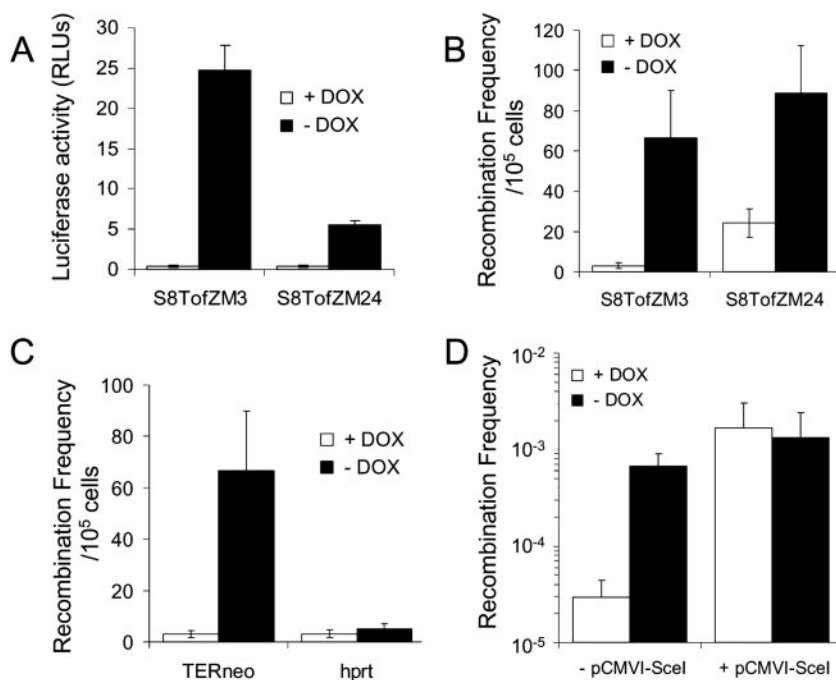 A
Luciferase activity (RLUs)
30
25
20
15
10
5
0
+ DOX
- DOX
S8TofZM3
S8TofZM24
B
Recombination Frequency
/10⁵ cells
120
100
80
60
40
20
0
+ DOX
- DOX
S8TofZM3
S8TofZM24
C
Recombination Frequency
/10⁵ cells
100
80
60
40
20
0
+ DOX
- DOX
TERneo
hprt
D
Recombination Frequency
10⁻²
10⁻³
10⁻⁴
10⁻⁵
+ DOX
- DOX
- pCMVI-SceI
+ pCMVI-SceI